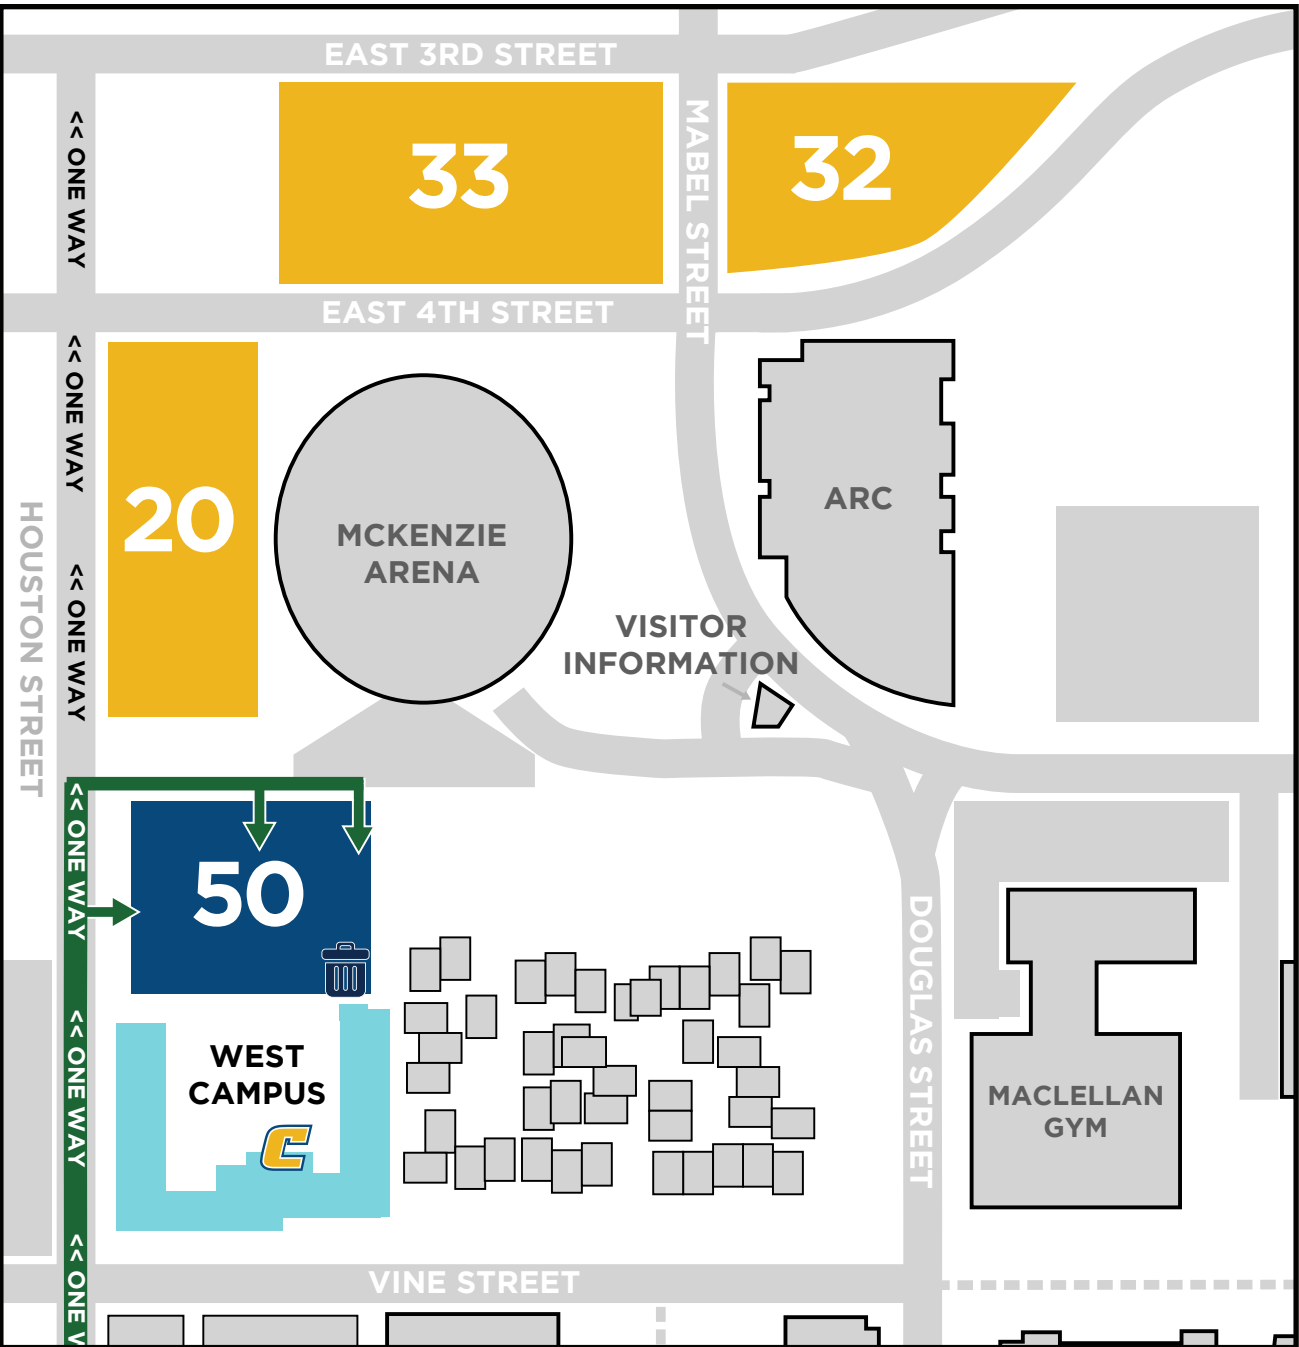 EAST 3RD STREET
<< ONE WAY
33
MABEL STREET
32
EAST 4TH STREET
<< ONE WAY
20
MCKENZIE
ARENA
ARC
HOUSTON STREET
<< ONE WAY
VISITOR
INFORMATION
<< ONE WAY
50
DOUGLAS STREET
<< ONE WAY
WEST
CAMPUS
C
MACLELLAN
GYM
<< ONE
VINE STREET